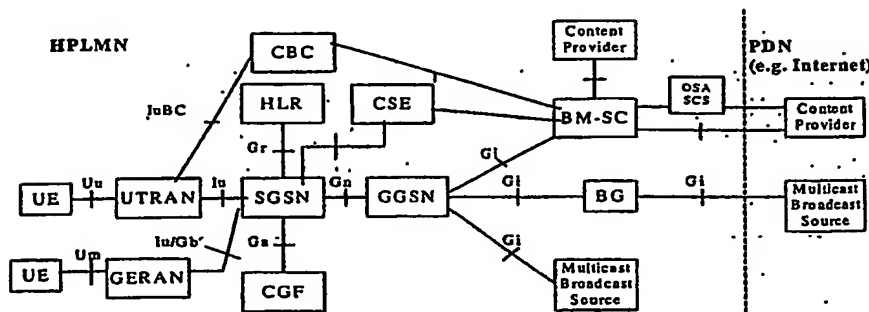 HPLMN
CBC
Content
Provider
PDN
(e.g. Internet)
OSA
SCS
HLR
CSE
BM-SC
Content
Provider
IuBC
Gr
Gi
UE
Uu
UTRAN
Iu
SGSN
Gn
GGSN
Gi
BG
Gi
Multicast
Broadcast
Source
Iu/Gb
Ga
Gi
UE
Um
GERAN
CGF
Multicast
Broadcast
Source